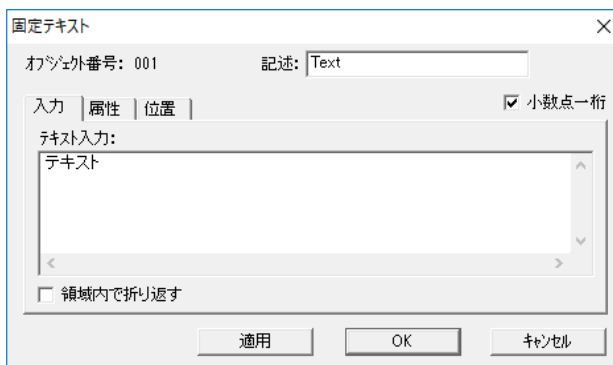 固定テキスト
ｵﾌﾞｼﾞｪｸﾄ番号: 001 記述: Text
入力 属性 位置 小数点一桁
ﾃｷｽﾄ入力:
テキスト
領域内で折り返す
適用 OK ｷｬﾝｾﾙ